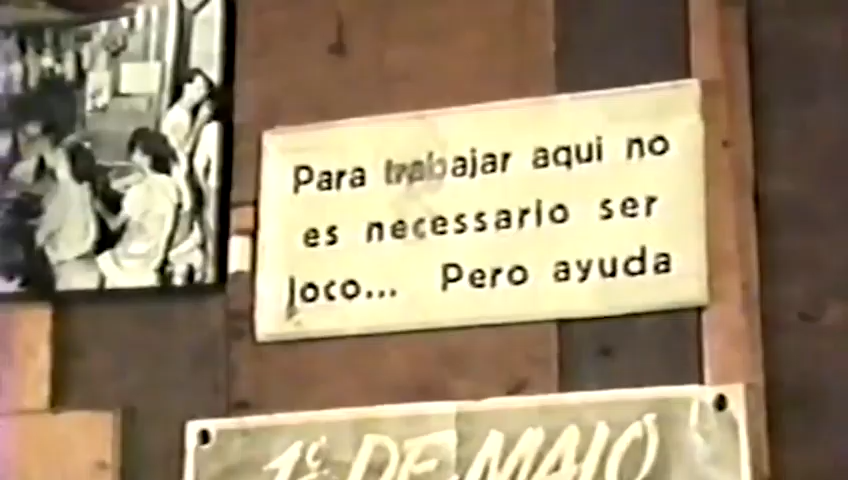 Para trabajar aqui no
es necessario ser
loco... Pero ayuda
1º DE MAIO